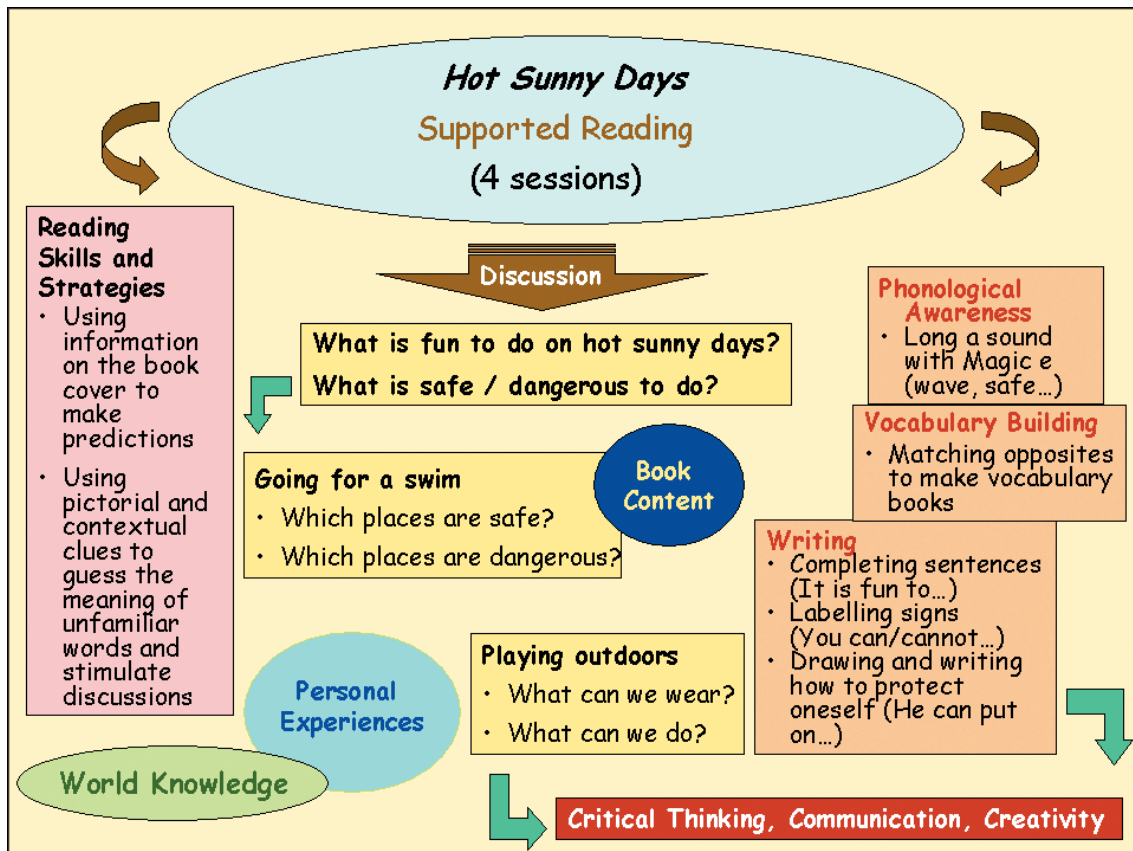 Hot Sunny Days
Supported Reading
(4 sessions)
Reading
Skills and
Strategies
• Using
information
on the book
cover to
make
predictions
• Using
pictorial and
contextual
clues to
guess the
meaning of
unfamiliar
words and
stimulate
discussions
Discussion
What is fun to do on hot sunny days?
What is safe / dangerous to do?
Going for a swim
• Which places are safe?
• Which places are dangerous?
Book
Content
Personal
Experiences
World Knowledge
Playing outdoors
• What can we wear?
• What can we do?
Phonological
Awareness
• Long a sound
with Magic e
(wave, safe…)
Vocabulary Building
• Matching opposites
to make vocabulary
books
Writing
• Completing sentences
(It is fun to…)
• Labelling signs
(You can/cannot…)
• Drawing and writing
how to protect
oneself (He can put
on…)
Critical Thinking, Communication, Creativity